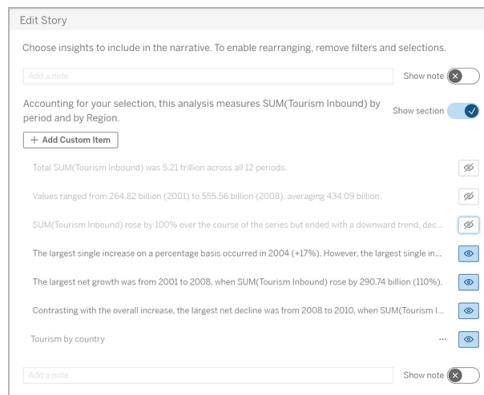 Edit Story
Choose insights to include in the narrative. To enable rearranging, remove filters and selections.
Add a note
Show note
Accounting for your selection, this analysis measures SUM(Tourism Inbound) by
period and by Region.
Show section
+ Add Custom Item
Total SUM(Tourism Inbound) was 5.21 trillion across all 12 periods.
Values ranged from 264.82 billion (2001) to 555.56 billion (2008), averaging 434.09 billion.
SUM(Tourism Inbound) rose by 100% over the course of the series but ended with a downward trend, dec...
The largest single increase on a percentage basis occurred in 2004 (+17%). However, the largest single in...
The largest net growth was from 2001 to 2008, when SUM(Tourism Inbound) rose by 290.74 billion (110%).
Contrasting with the overall increase, the largest net decline was from 2008 to 2010, when SUM(Tourism I...
Tourism by country
...
Add a note
Show note